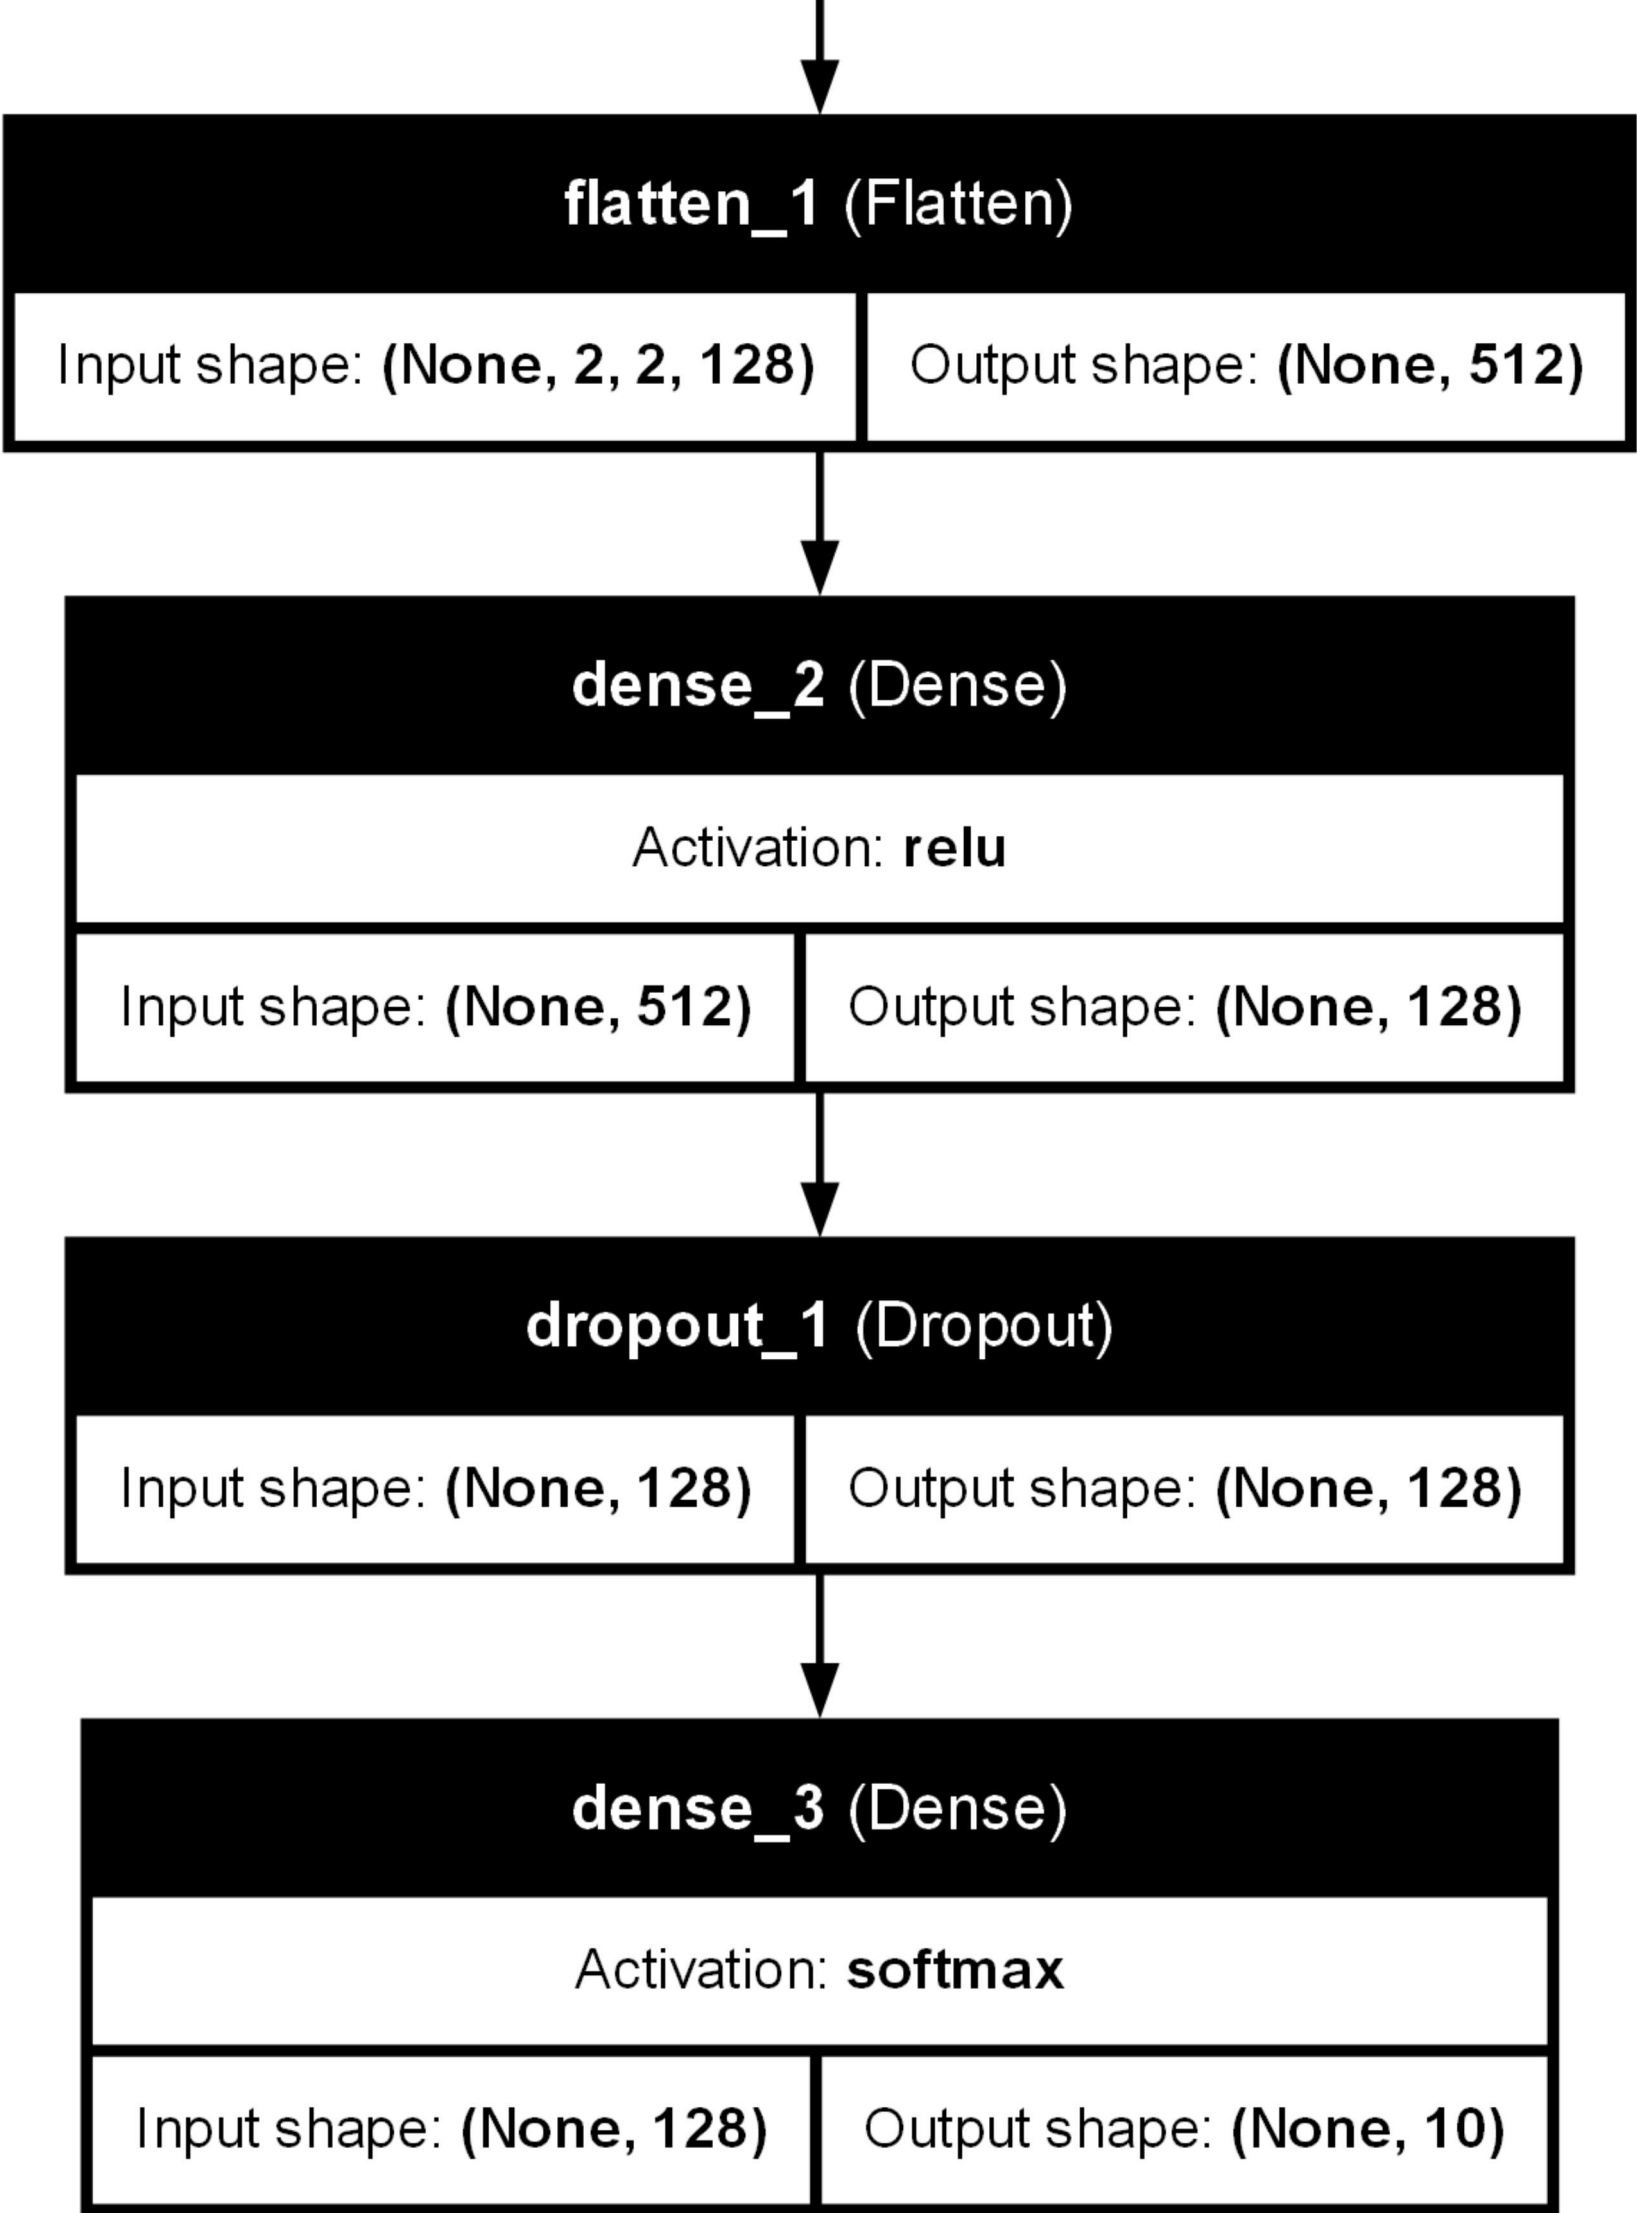 flatten_1 (Flatten)
Input shape: (None, 2, 2, 128) Output shape: (None, 512)
dense_2 (Dense)
Activation: relu
Input shape: (None, 512) Output shape: (None, 128)
dropout_1 (Dropout)
Input shape: (None, 128) Output shape: (None, 128)
dense_3 (Dense)
Activation: softmax
Input shape: (None, 128) Output shape: (None, 10)